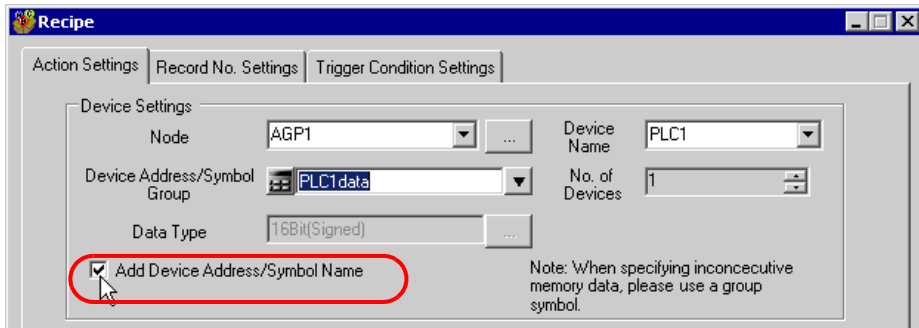 Recipe
Action Settings Record No. Settings Trigger Condition Settings
Device Settings
Node AGP1 ... Device Name PLC1
Device Address/Symbol Group PLC1data No. of Devices 1
Data Type 16Bit(Signed) ...
Add Device Address/Symbol Name
Note: When specifying inconcecutive
memory data, please use a group
symbol.